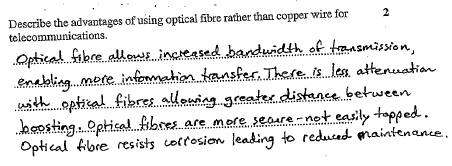 Describe the advantages of using optical fibre rather than copper wire for 2
telecommunications.
Optical fibre allows increased bandwidth of transmission,
enabling more information transfer. There is less attenuation
with optical fibres allowing greater distance between
boosting. Optical fibres are more secure - not easily tapped.
Optical fibre resists corrosion leading to reduced maintenance.